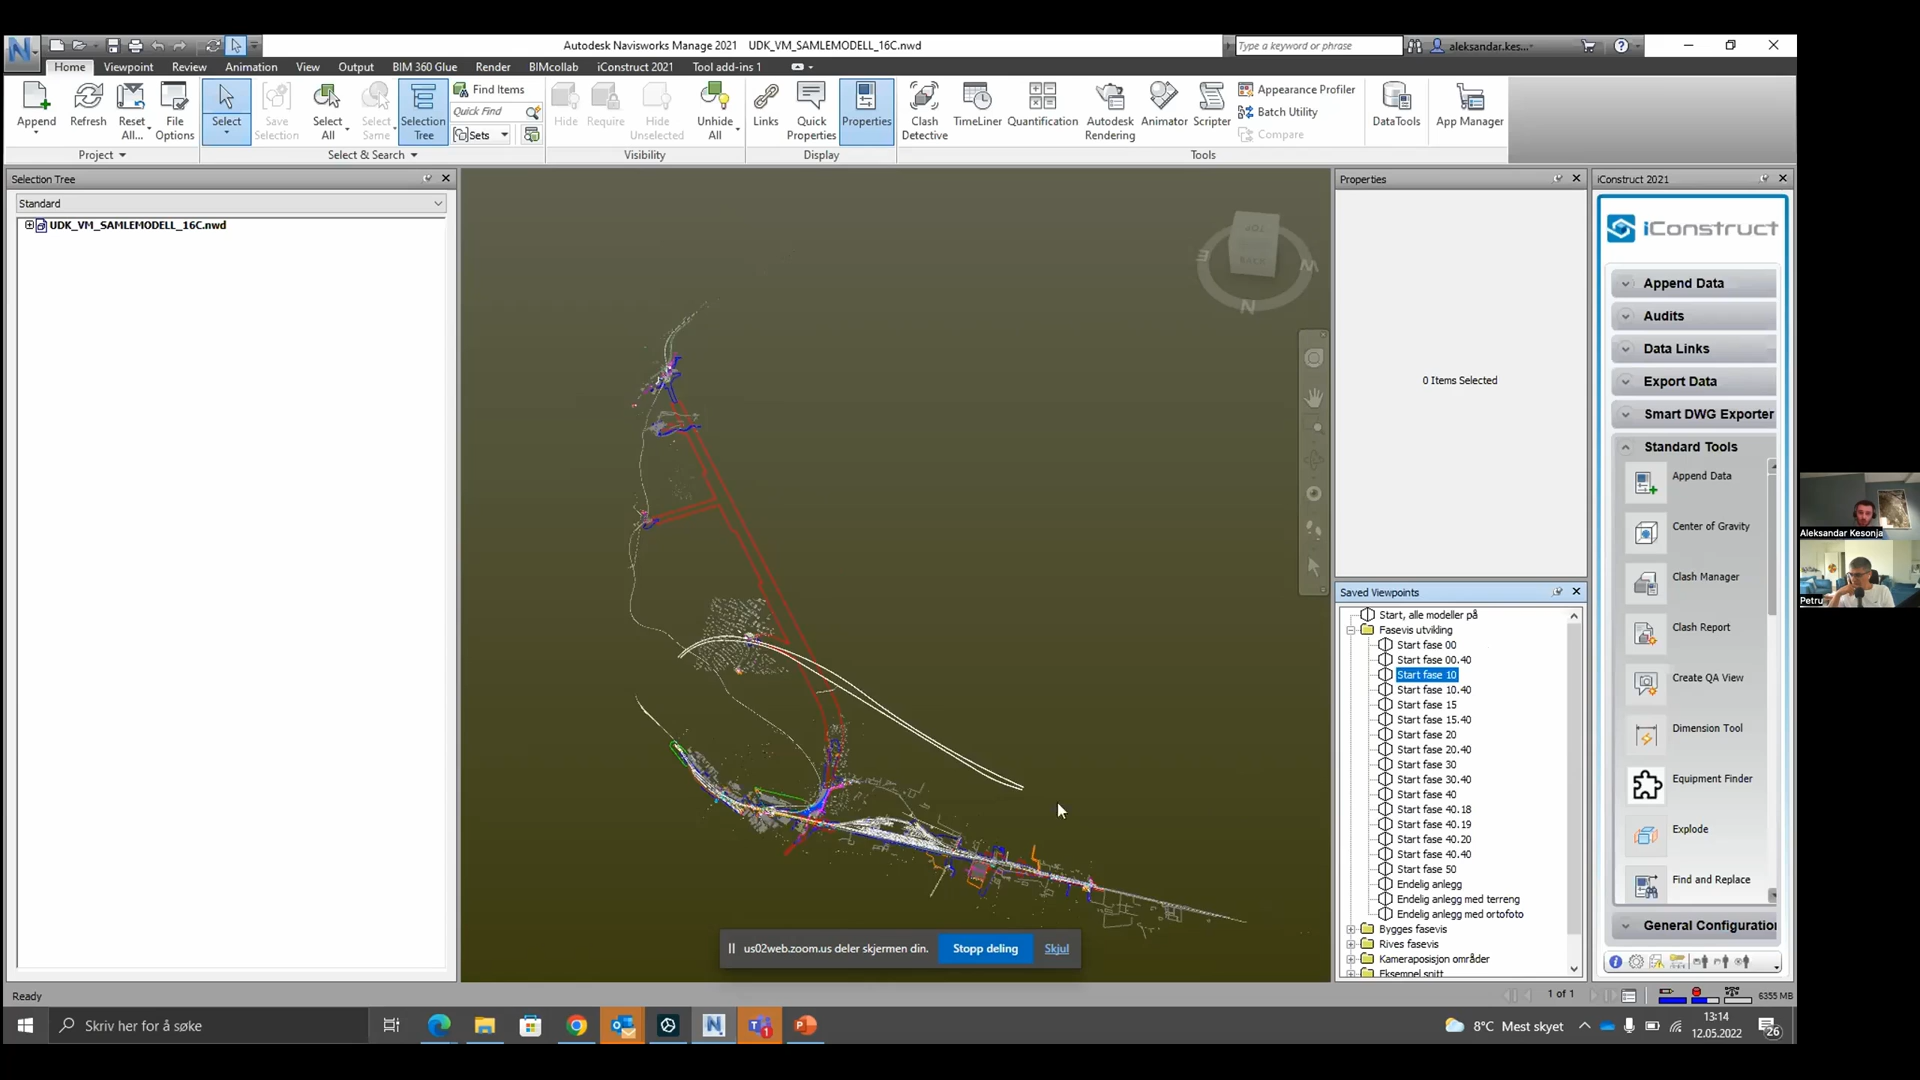 Autodesk Navisworks Manage 2021 UDK_VM_SAMLEMODELL_16C.nwd
Type a keyword or phrase
aleksandar.kes...
Home Viewpoint Review Animation View Output BIM 360 Glue Render BIMcollab iConstruct 2021 Tool add-ins 1
Append
Refresh
Reset All...
File Options
Project
Select
Save Selection
Select All
Select Same
Selection Tree
Find Items
Quick Find
Sets
Select & Search
Hide
Require
Hide Unselected
Unhide All
Visibility
Links
Quick Properties
Properties
Display
Clash Detective
TimeLiner
Quantification
Autodesk Rendering
Animator
Scripter
Appearance Profiler
Batch Utility
Compare
Tools
DataTools
App Manager
Selection Tree
Standard
UDK_VM_SAMLEMODELL_16C.nwd
TOP
BACK
E
N
W
Properties
0 Items Selected
Saved Viewpoints
Start, alle modeller på
Fasevis utvikling
Start fase 00
Start fase 00.40
Start fase 10
Start fase 10.40
Start fase 15
Start fase 15.40
Start fase 20
Start fase 20.40
Start fase 30
Start fase 30.40
Start fase 40
Start fase 40.18
Start fase 40.19
Start fase 40.20
Start fase 40.40
Start fase 50
Endelig anlegg
Endelig anlegg med terreng
Endelig anlegg med ortofoto
Bygges fasevis
Rives fasevis
Kameraposisjon områder
Eksempel snitt
iConstruct 2021
iConstruct
Append Data
Audits
Data Links
Export Data
Smart DWG Exporter
Standard Tools
Append Data
Center of Gravity
Clash Manager
Clash Report
Create QA View
Dimension Tool
Equipment Finder
Explode
Find and Replace
General Configuration
Aleksandar Kesonja
Petru
us02web.zoom.us deler skjermen din.
Stopp deling
Skjul
Ready
1 of 1
6355 MB
Skriv her for å søke
8°C Mest skyet
13:14
12.05.2022
26